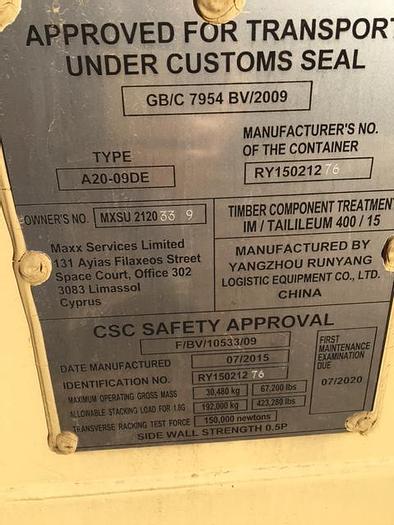 APPROVED FOR TRANSPORT
UNDER CUSTOMS SEAL
GB/C 7954 BV/2009
TYPE
A20-09DE
MANUFACTURER'S NO.
OF THE CONTAINER
RY15021276
OWNER'S NO. MXSU 212033 9
Maxx Services Limited
131 Ayias Filaxeos Street
Space Court, Office 302
3083 Limassol
Cyprus
TIMBER COMPONENT TREATMENT
IM / TAILILEUM 400 / 15
MANUFACTURED BY
YANGZHOU RUNYANG
LOGISTIC EQUIPMENT CO., LTD.
CHINA
CSC SAFETY APPROVAL
F/BV/10533/09
DATE MANUFACTURED 07/2015
IDENTIFICATION NO. RY15021276
MAXIMUM OPERATING GROSS MASS 30,480 kg 67,200 lbs
ALLOWABLE STACKING LOAD FOR 1.8G 192,000 kg 423,280 lbs
TRANSVERSE RACKING TEST FORCE 150,000 newtons
SIDE WALL STRENGTH 0.5P
FIRST
MAINTENANCE
EXAMINATION
DUE
07/2020